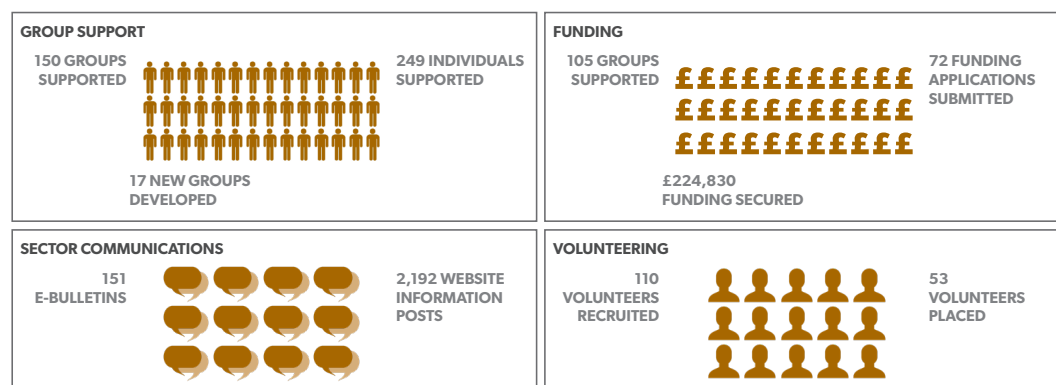 GROUP SUPPORT
150 GROUPS
SUPPORTED
249 INDIVIDUALS
SUPPORTED
17 NEW GROUPS
DEVELOPED
FUNDING
105 GROUPS
SUPPORTED
££££££££££££
££££££££££££
££££££££££££
72 FUNDING
APPLICATIONS
SUBMITTED
£224,830
FUNDING SECURED
SECTOR COMMUNICATIONS
151
E-BULLETINS
2,192 WEBSITE
INFORMATION
POSTS
VOLUNTEERING
110
VOLUNTEERS
RECRUITED
53
VOLUNTEERS
PLACED